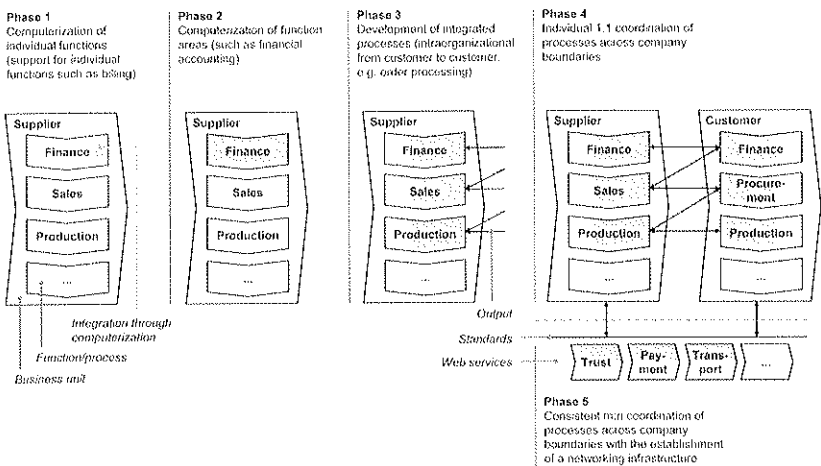 Phase 1
Computerization of
individual functions
(support for individual
functions such as billing)
Phase 2
Computerization of function
areas (such as financial
accounting)
Phase 3
Development of integrated
processes (intraorganizational
from customer to customer,
e.g. order processing)
Phase 4
Individual 1:1 coordination of
processes across company
boundaries
Supplier
Finance
Sales
Production
...
Supplier
Finance
Sales
Production
...
Supplier
Finance
Sales
Production
...
Supplier
Finance
Sales
Production
...
Customer
Finance
Procure-
ment
Production
...
Integration through
computerization
Function/process
Business unit
Output
Standards
Web services
Trust
Pay-
ment
Trans-
port
...
Phase 5
Consistent m:n coordination of
processes across company
boundaries with the establishment
of a networking infrastructure